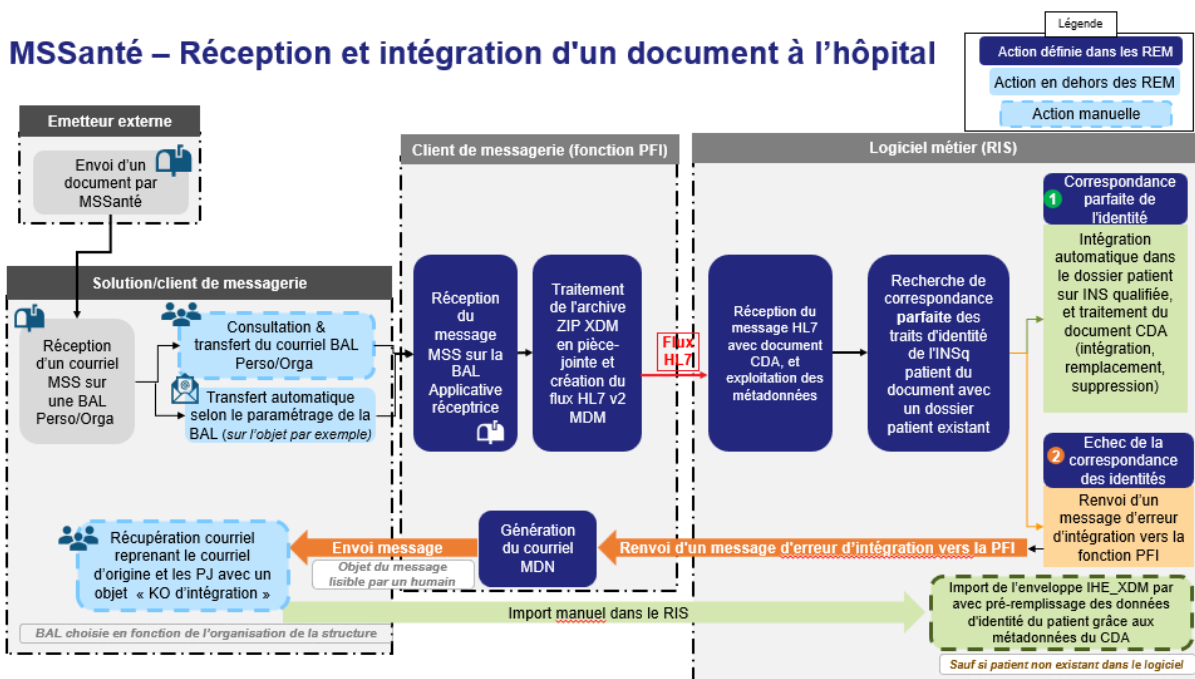 Légende
MSSanté – Réception et intégration d'un document à l'hôpital
Action définie dans les REM
Action en dehors des REM
Action manuelle
Emetteur externe
Envoi d'un
document par
MSSanté
Client de messagerie (fonction PFI)
Logiciel métier (RIS)
Solution/client de messagerie
Réception
d'un courriel
MSS sur
une BAL
Perso/Orga
Consultation &
transfert du courriel BAL
Perso/Orga
Transfert automatique
selon le paramétrage de la
BAL (sur l'objet par exemple)
Réception
du
message
MSS sur la
BAL
Applicative
réceptrice
Traitement
de l'archive
ZIP XDM
en pièce-
jointe et
création du
flux HL7 v2
MDM
Flux
HL7
Réception du
message HL7
avec document
CDA, et
exploitation des
métadonnées
Recherche de
correspondance
parfaite des
traits d'identité
de l'INSq
patient du
document avec
un dossier
patient existant
1
Correspondance
parfaite de
l'identité
Intégration
automatique dans
le dossier patient
sur INS qualifiée,
et traitement du
document CDA
(intégration,
remplacement,
suppression)
2
Echec de la
correspondance
des identités
Renvoi d'un
message d'erreur
d'intégration vers la
fonction PFI
Renvoi d'un message d'erreur d'intégration vers la PFI
Génération
du courriel
MDN
Envoi message
Objet du message
lisible par un humain
Récupération courriel
reprenant le courriel
d'origine et les PJ avec un
objet « KO d'intégration »
BAL choisie en fonction de l'organisation de la structure
Import manuel dans le RIS
Import de l'enveloppe IHE_XDM par
avec pré-remplissage des données
d'identité du patient grâce aux
métadonnées du CDA
Sauf si patient non existant dans le logiciel